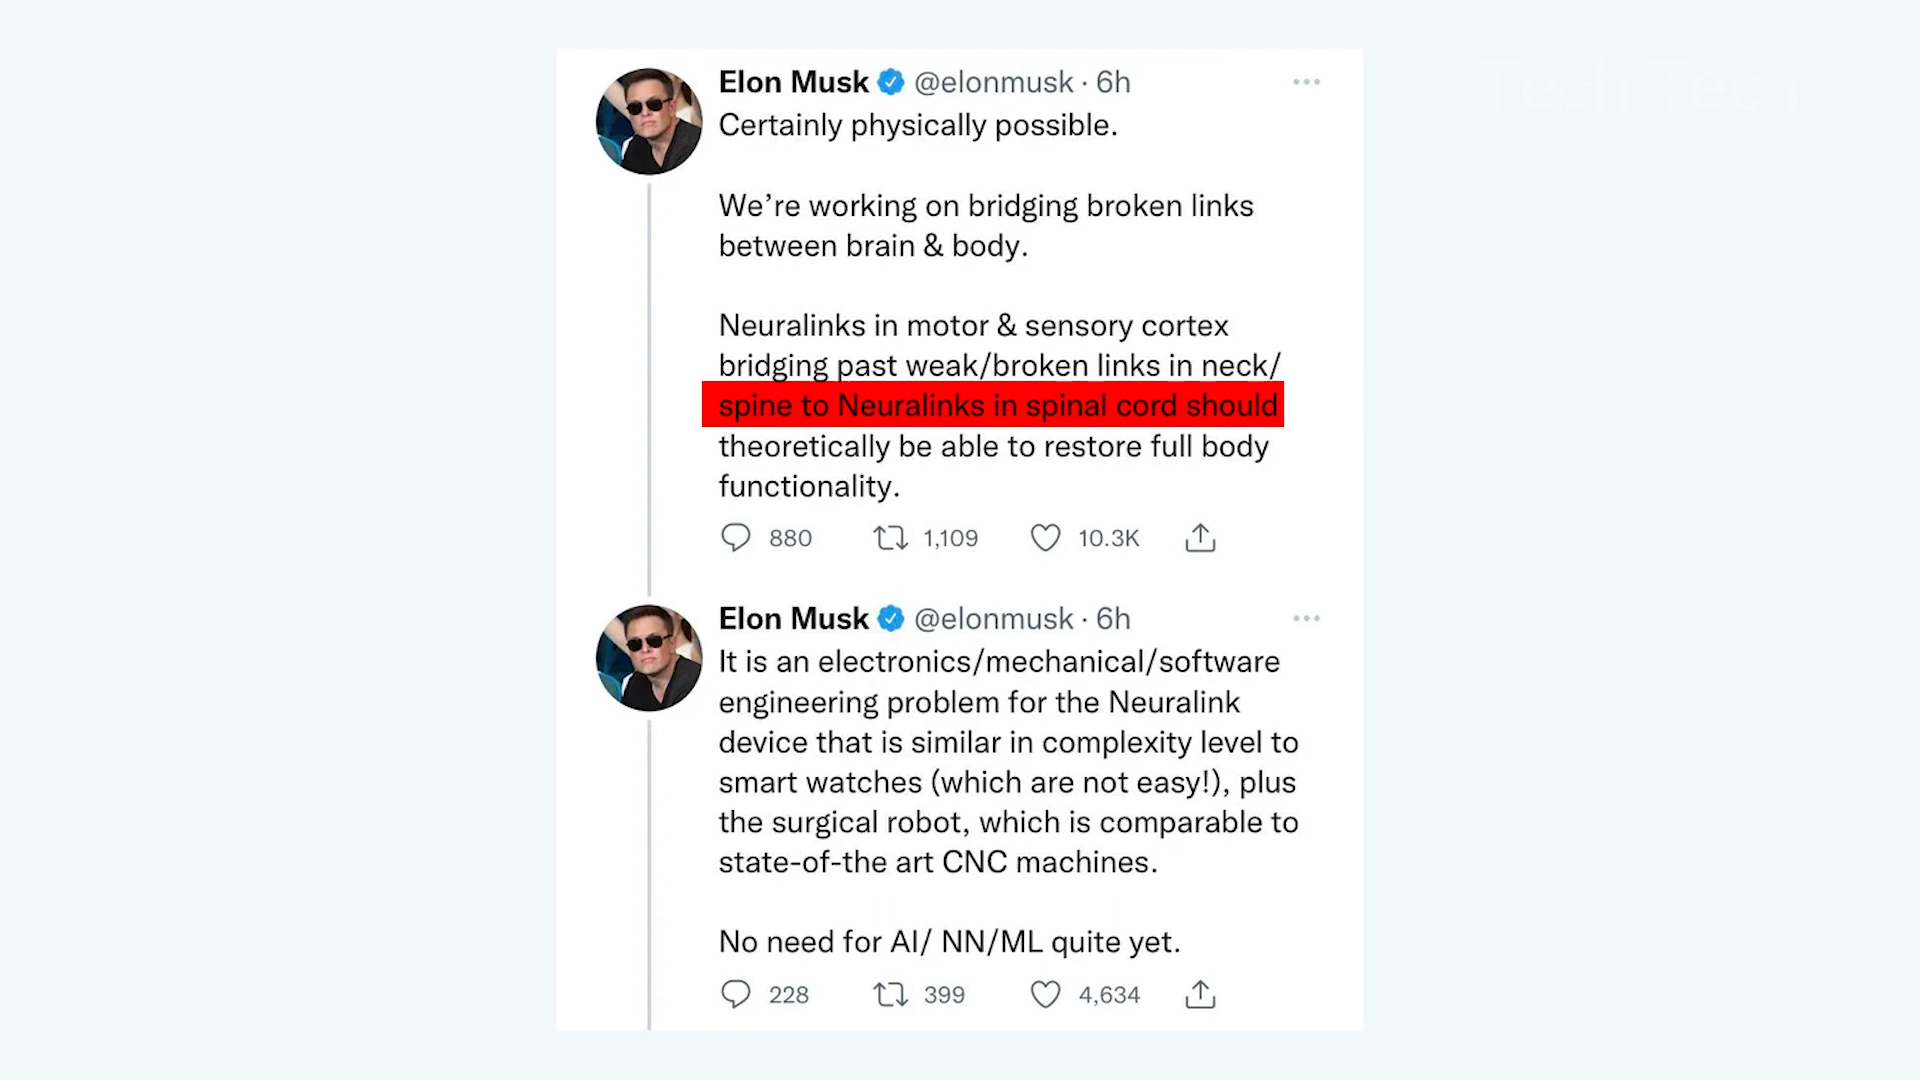 Tech Tech
Elon Musk @elonmusk · 6h
Certainly physically possible.
We’re working on bridging broken links
between brain & body.
Neuralinks in motor & sensory cortex
bridging past weak/broken links in neck/
spine to Neuralinks in spinal cord should
theoretically be able to restore full body
functionality.
880 1,109 10.3K
Elon Musk @elonmusk · 6h
It is an electronics/mechanical/software
engineering problem for the Neuralink
device that is similar in complexity level to
smart watches (which are not easy!), plus
the surgical robot, which is comparable to
state-of-the art CNC machines.
No need for AI/ NN/ML quite yet.
228 399 4,634